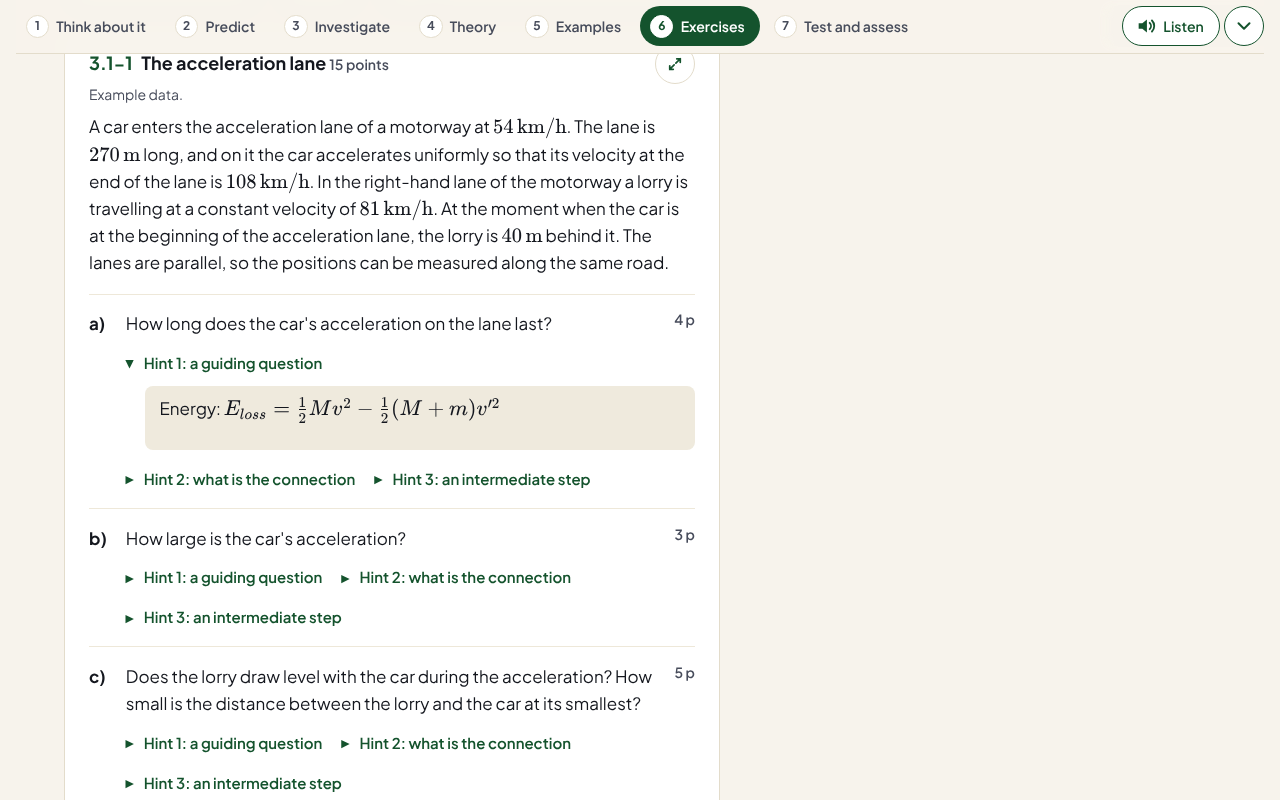 1 Think about it 2 Predict 3 Investigate 4 Theory 5 Examples 6 Exercises 7 Test and assess Listen
3.1–1 The acceleration lane 15 points
Example data.
A car enters the acceleration lane of a motorway at 54 km/h. The lane is
270 m long, and on it the car accelerates uniformly so that its velocity at the
end of the lane is 108 km/h. In the right-hand lane of the motorway a lorry is
travelling at a constant velocity of 81 km/h. At the moment when the car is
at the beginning of the acceleration lane, the lorry is 40 m behind it. The
lanes are parallel, so the positions can be measured along the same road.
a) How long does the car's acceleration on the lane last? 4 p
▼ Hint 1: a guiding question
Energy: $E_{loss} = \frac{1}{2}Mv^2 - \frac{1}{2}(M + m)v'^2$
► Hint 2: what is the connection ► Hint 3: an intermediate step
b) How large is the car's acceleration? 3 p
► Hint 1: a guiding question ► Hint 2: what is the connection
► Hint 3: an intermediate step
c) Does the lorry draw level with the car during the acceleration? How 5 p
small is the distance between the lorry and the car at its smallest?
► Hint 1: a guiding question ► Hint 2: what is the connection
► Hint 3: an intermediate step